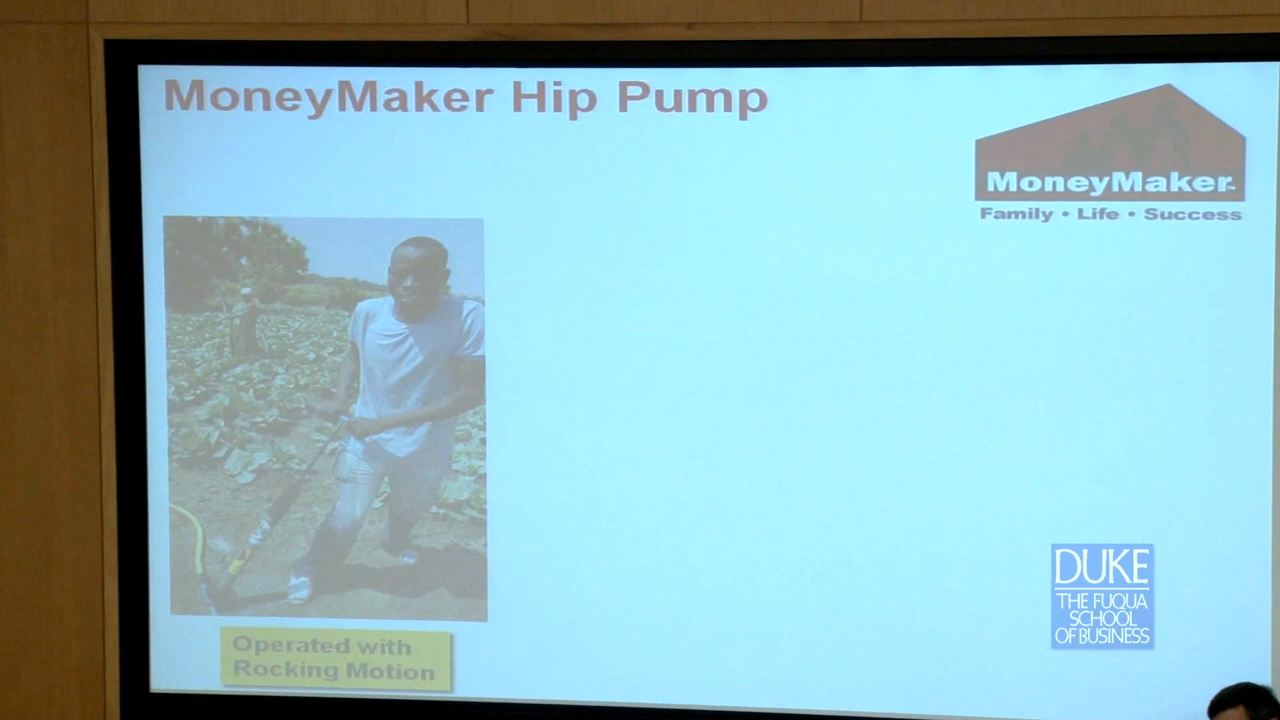 MoneyMaker Hip Pump
MoneyMaker
Family • Life • Success
Operated with
Rocking Motion
DUKE
THE FUQUA
SCHOOL
OF BUSINESS